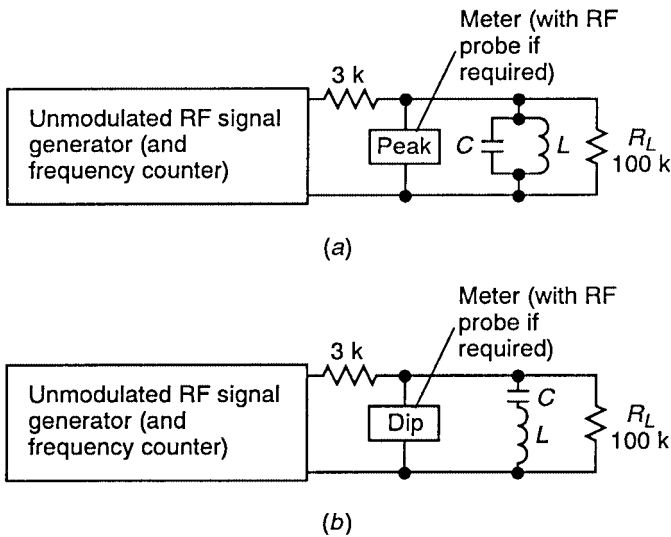 Meter (with RF
probe if
required)
3 k
Unmodulated RF signal
generator (and
frequency counter)
Peak
C
L
R_L
100 k
(a)
Meter (with RF
probe if
required)
3 k
Unmodulated RF signal
generator (and
frequency counter)
Dip
C
L
R_L
100 k
(b)